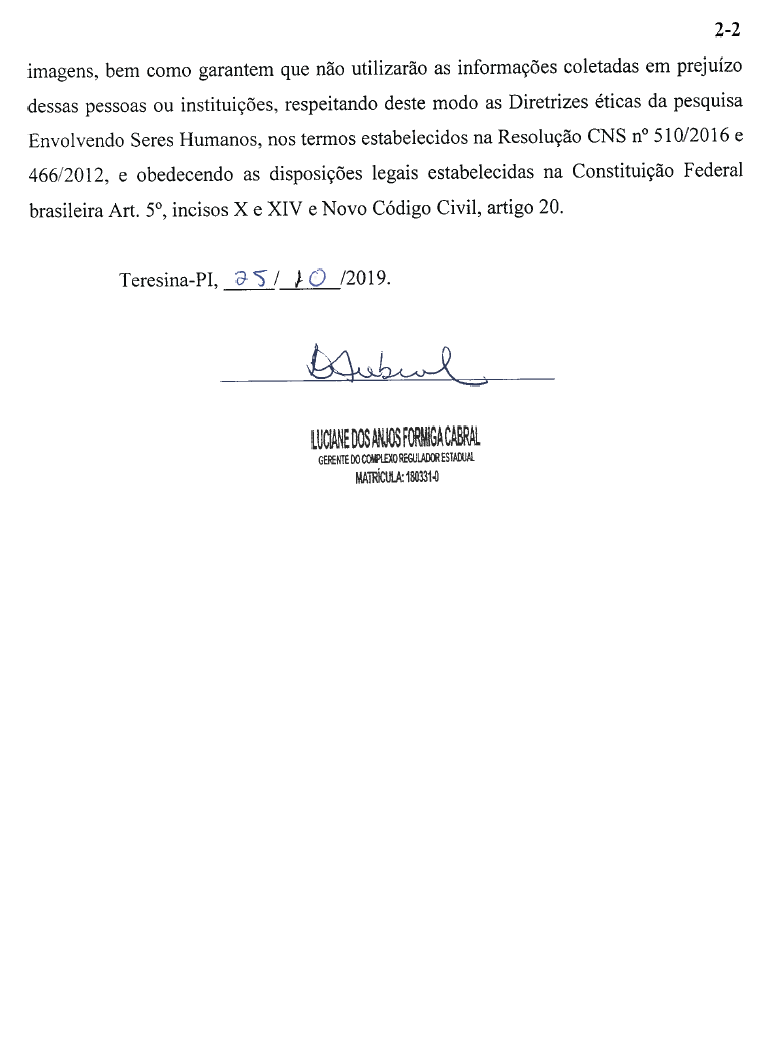 2-2
imagens, bem como garantem que não utilizarão as informações coletadas em prejuízo
dessas pessoas ou instituições, respeitando deste modo as Diretrizes éticas da pesquisa
Envolvendo Seres Humanos, nos termos estabelecidos na Resolução CNS nº 510/2016 e
466/2012, e obedecendo as disposições legais estabelecidas na Constituição Federal
brasileira Art. 5º, incisos X e XIV e Novo Código Civil, artigo 20.
Teresina-PI, 25/10/2019.
LUCIANE DOS ANJOS FORMIGA CABRAL
GERENTE DO COMPLEXO REGULADOR ESTADUAL
MATRÍCULA: 180331-0